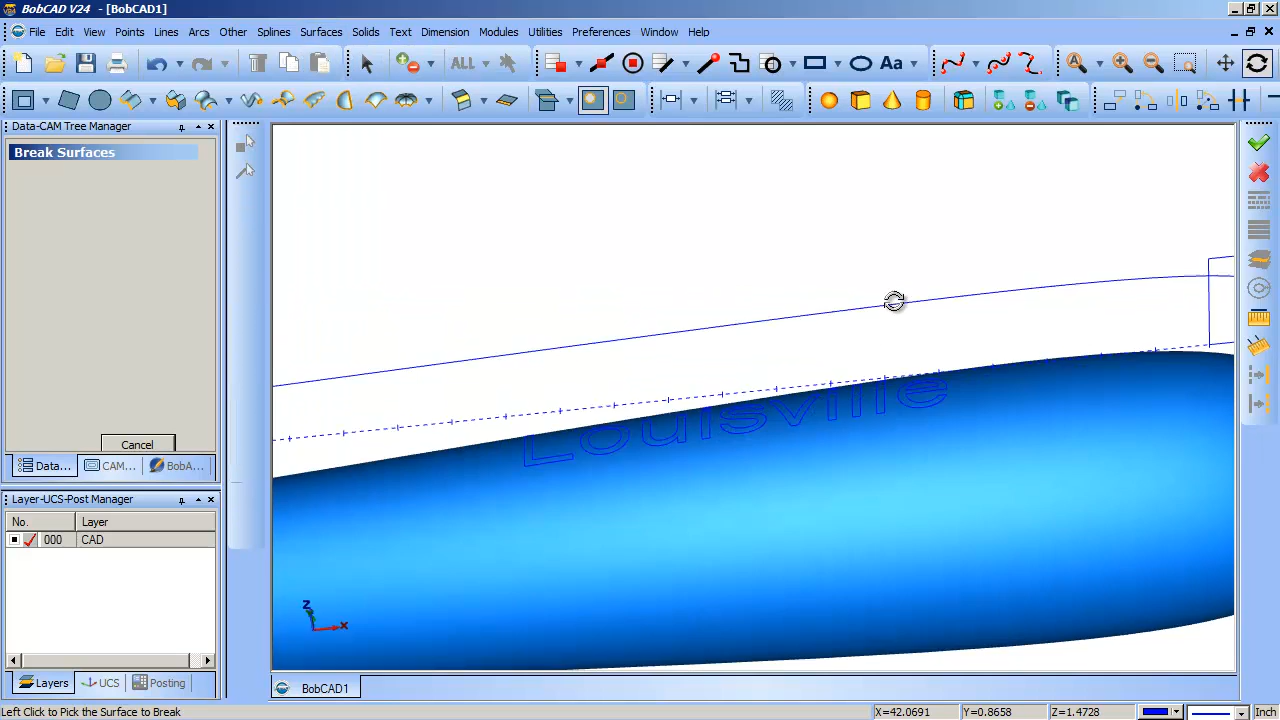 BobCAD V24 - [BobCAD1]
File Edit View Points Lines Arcs Other Splines Surfaces Solids Text Dimension Modules Utilities Preferences Window Help
ALL Aa
Data-CAM Tree Manager
Break Surfaces
Cancel
Data... CAM... BobA...
Layer-UCS-Post Manager
No. Layer
000 CAD
Layers UCS Posting
Louisville
Z
X
BobCAD1
Left Click to Pick the Surface to Break
X=42.0691 Y=0.8658 Z=1.4728 Inch